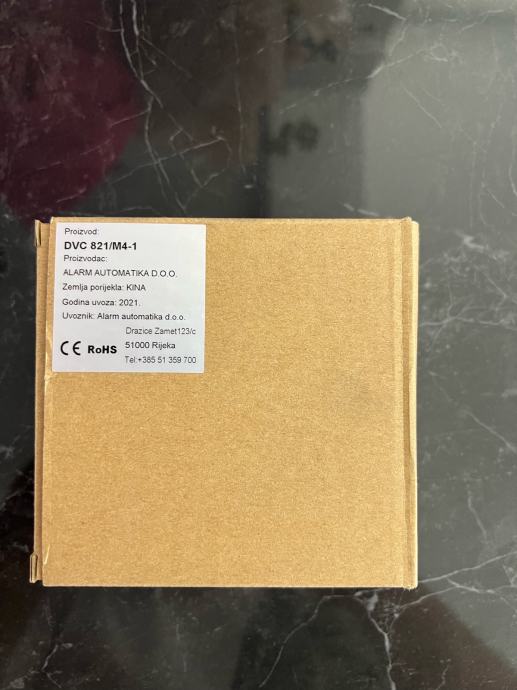 Proizvod:
DVC 821/M4-1
Proizvodac:
ALARM AUTOMATIKA D.O.O.
Zemlja porijekla: KINA
Godina uvoza: 2021.
Uvoznik: Alarm automatika d.o.o.
Drazice Zamet123/c
CE RoHS 51000 Rijeka
Tel:+385 51 359 700